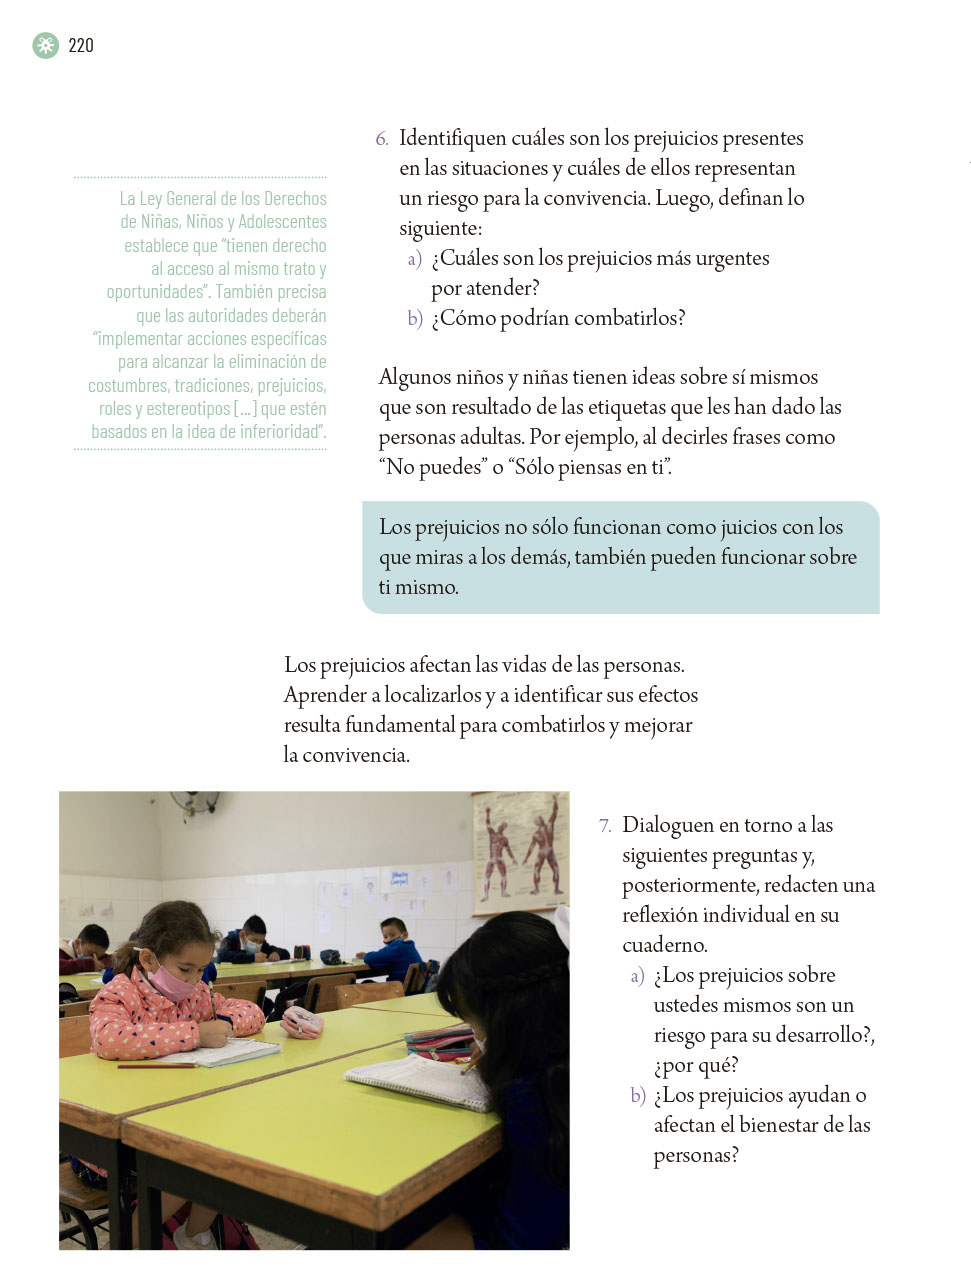 220
6. Identifiquen cuáles son los prejuicios presentes
en las situaciones y cuáles de ellos representan
un riesgo para la convivencia. Luego, definan lo
siguiente:
a) ¿Cuáles son los prejuicios más urgentes
por atender?
b) ¿Cómo podrían combatirlos?
La Ley General de los Derechos
de Niñas, Niños y Adolescentes
establece que “tienen derecho
al acceso al mismo trato y
oportunidades”. También precisa
que las autoridades deberán
“implementar acciones específicas
para alcanzar la eliminación de
costumbres, tradiciones, prejuicios,
roles y estereotipos [...] que estén
basados en la idea de inferioridad”.
Algunos niños y niñas tienen ideas sobre sí mismos
que son resultado de las etiquetas que les han dado las
personas adultas. Por ejemplo, al decirles frases como
“No puedes” o “Sólo piensas en ti”.
Los prejuicios no sólo funcionan como juicios con los
que miras a los demás, también pueden funcionar sobre
ti mismo.
Los prejuicios afectan las vidas de las personas.
Aprender a localizarlos y a identificar sus efectos
resulta fundamental para combatirlos y mejorar
la convivencia.
7. Dialoguen en torno a las
siguientes preguntas y,
posteriormente, redacten una
reflexión individual en su
cuaderno.
a) ¿Los prejuicios sobre
ustedes mismos son un
riesgo para su desarrollo?,
¿por qué?
b) ¿Los prejuicios ayudan o
afectan el bienestar de las
personas?